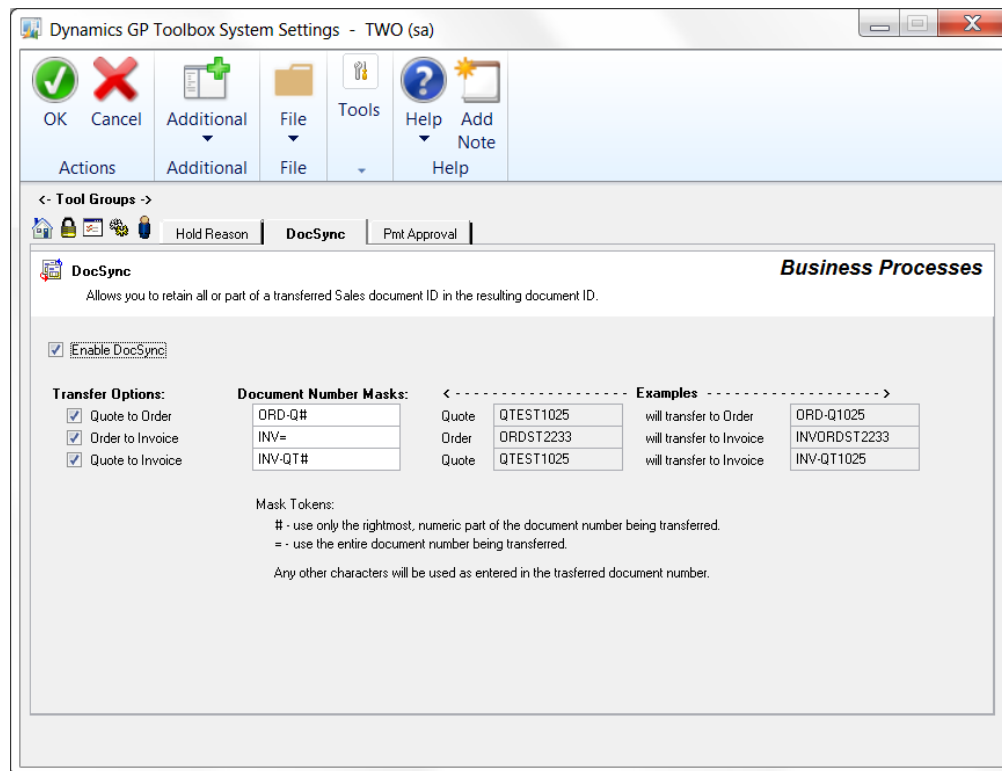 Dynamics GP Toolbox System Settings - TWO (sa)
OK Cancel Additional File Tools Help Add Note
Actions Additional File Help
<- Tool Groups ->
Hold Reason DocSync Pmt Approval
DocSync Business Processes
Allows you to retain all or part of a transferred Sales document ID in the resulting document ID.
Enable DocSync
Transfer Options: Document Number Masks: <- - - - - - - - - - - - - - - - - - - Examples - - - - - - - - - - - - - - - - - - ->
Quote to Order ORD-Q# Quote QTEST1025 will transfer to Order ORD-Q1025
Order to Invoice INV= Order ORDST2233 will transfer to Invoice INVORDST2233
Quote to Invoice INV-QT# Quote QTEST1025 will transfer to Invoice INV-QT1025
Mask Tokens:
# - use only the rightmost, numeric part of the document number being transferred.
= - use the entire document number being transferred.
Any other characters will be used as entered in the trasferred document number.